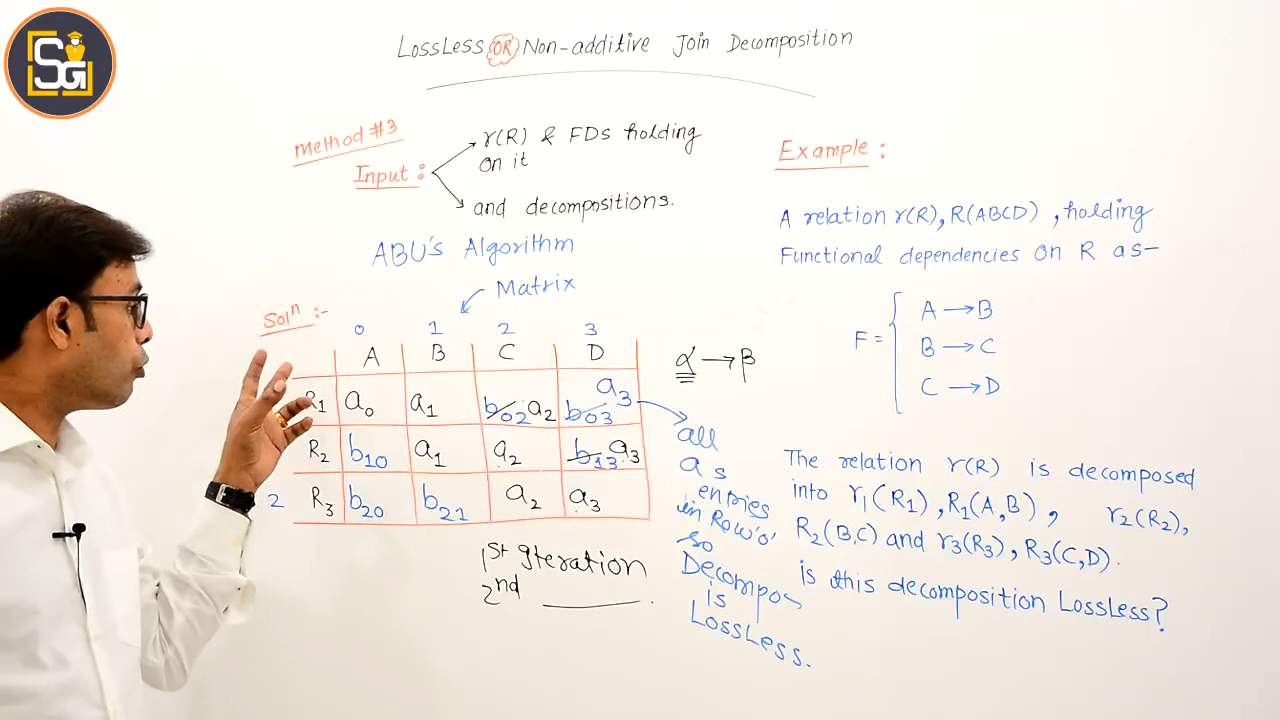 SG
LossLess OR Non-additive Join Decomposition
Method #3
Input :
r(R) & FDs holding
on it
and decompositions.
ABU's Algorithm
Matrix
Solⁿ :-
0 1 2 3
A B C D
R1 a0 a1 b02 a2 b03 a3
R2 b10 a1 a2 b13 a3
2 R3 b20 b21 a2 a3
1st Iteration
2nd
α → β
all
as
entries
in Row '0'
so
Decompos
is
LossLess.
Example :
A relation r(R), R(ABCD) , holding
Functional dependencies on R as-
F = {
A → B
B → C
C → D
The relation r(R) is decomposed
into r1(R1), R1(A,B) , r2(R2),
R2(B,C) and r3(R3), R3(C,D).
is this decomposition LossLess?